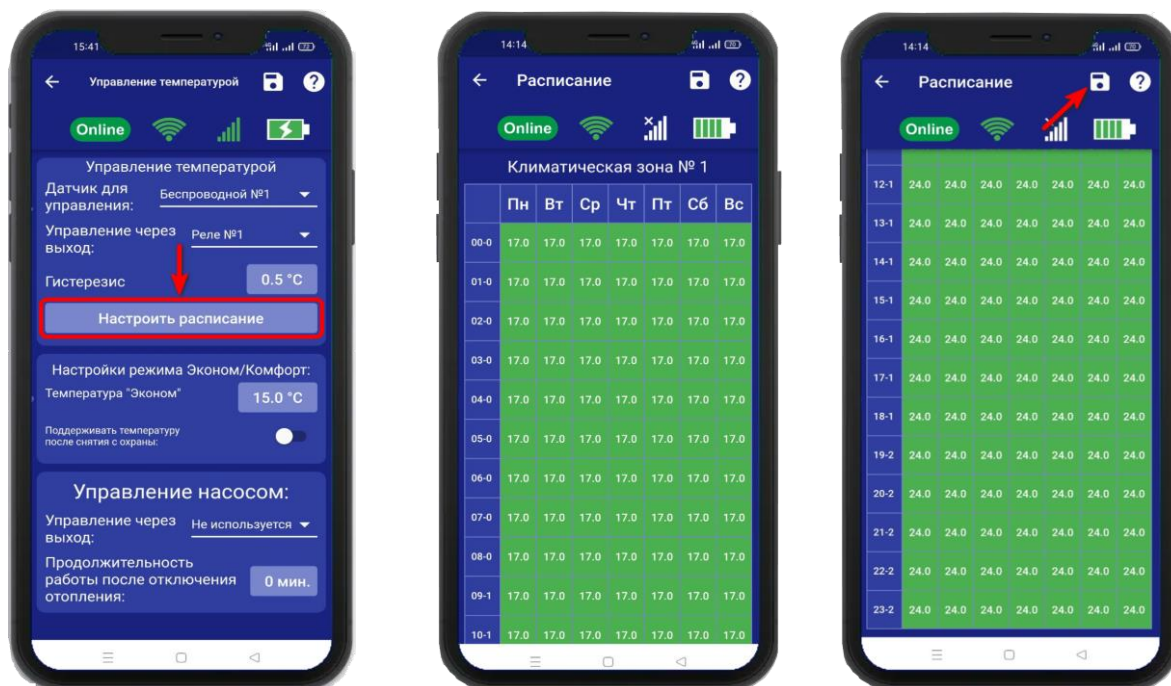 15:41
Управление температурой
Online
Управление температурой
Датчик для
управления:
Беспроводной №1
Управление через
выход:
Реле №1
Гистерезис
0.5 °C
Настроить расписание
Настройки режима Эконом/Комфорт:
Температура "Эконом"
15.0 °C
Поддерживать температуру
после снятия с охраны:
Управление насосом:
Управление через
выход:
Не используется
Продолжительность
работы после отключения
отопления:
0 мин.
14:14
Расписание
Online
Климатическая зона № 1
Пн Вт Ср Чт Пт Сб Вс
00-0 17.0 17.0 17.0 17.0 17.0 17.0 17.0
01-0 17.0 17.0 17.0 17.0 17.0 17.0 17.0
02-0 17.0 17.0 17.0 17.0 17.0 17.0 17.0
03-0 17.0 17.0 17.0 17.0 17.0 17.0 17.0
04-0 17.0 17.0 17.0 17.0 17.0 17.0 17.0
05-0 17.0 17.0 17.0 17.0 17.0 17.0 17.0
06-0 17.0 17.0 17.0 17.0 17.0 17.0 17.0
07-0 17.0 17.0 17.0 17.0 17.0 17.0 17.0
08-0 17.0 17.0 17.0 17.0 17.0 17.0 17.0
09-1 17.0 17.0 17.0 17.0 17.0 17.0 17.0
10-1 17.0 17.0 17.0 17.0 17.0 17.0 17.0
14:14
Расписание
Online
12-1 24.0 24.0 24.0 24.0 24.0 24.0 24.0
13-1 24.0 24.0 24.0 24.0 24.0 24.0 24.0
14-1 24.0 24.0 24.0 24.0 24.0 24.0 24.0
15-1 24.0 24.0 24.0 24.0 24.0 24.0 24.0
16-1 24.0 24.0 24.0 24.0 24.0 24.0 24.0
17-1 24.0 24.0 24.0 24.0 24.0 24.0 24.0
18-1 24.0 24.0 24.0 24.0 24.0 24.0 24.0
19-2 24.0 24.0 24.0 24.0 24.0 24.0 24.0
20-2 24.0 24.0 24.0 24.0 24.0 24.0 24.0
21-2 24.0 24.0 24.0 24.0 24.0 24.0 24.0
22-2 24.0 24.0 24.0 24.0 24.0 24.0 24.0
23-2 24.0 24.0 24.0 24.0 24.0 24.0 24.0